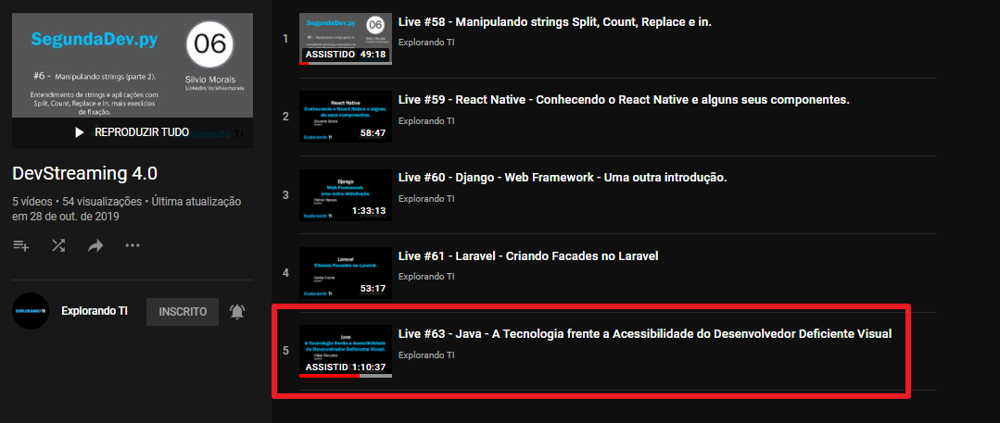 SegundaDev.py
06
#6 - Manipulando strings (parte 2).
Silvio Morais
Linkedin/in/silviomorais
Entendimento de strings e aplicações com
Split, Count, Replace e in, mais execícios
de fixação.
REPRODUZIR TUDO
DevStreaming 4.0
5 vídeos • 54 visualizações • Última atualização
em 28 de out. de 2019
EXPLORANDO TI
Explorando TI
INSCRITO
1
SegundaDev.py
06
ASSISTIDO 49:18
Live #58 - Manipulando strings Split, Count, Replace e in.
Explorando TI
2
React Native
Conhecendo o React Native e alguns
de seus componentes.
Explorando TI
58:47
Live #59 - React Native - Conhecendo o React Native e alguns seus componentes.
Explorando TI
3
Django
Web Framework
uma outra introdução.
Explorando TI
1:33:13
Live #60 - Django - Web Framework - Uma outra introdução.
Explorando TI
4
Laravel
Criando Facades no Laravel.
Explorando TI
53:17
Live #61 - Laravel - Criando Facades no Laravel
Explorando TI
5
Java
A Tecnologia frente a Acessibilidade
do Desenvolvedor Deficiente Visual.
ASSISTID 1:10:37
Live #63 - Java - A Tecnologia frente a Acessibilidade do Desenvolvedor Deficiente Visual
Explorando TI